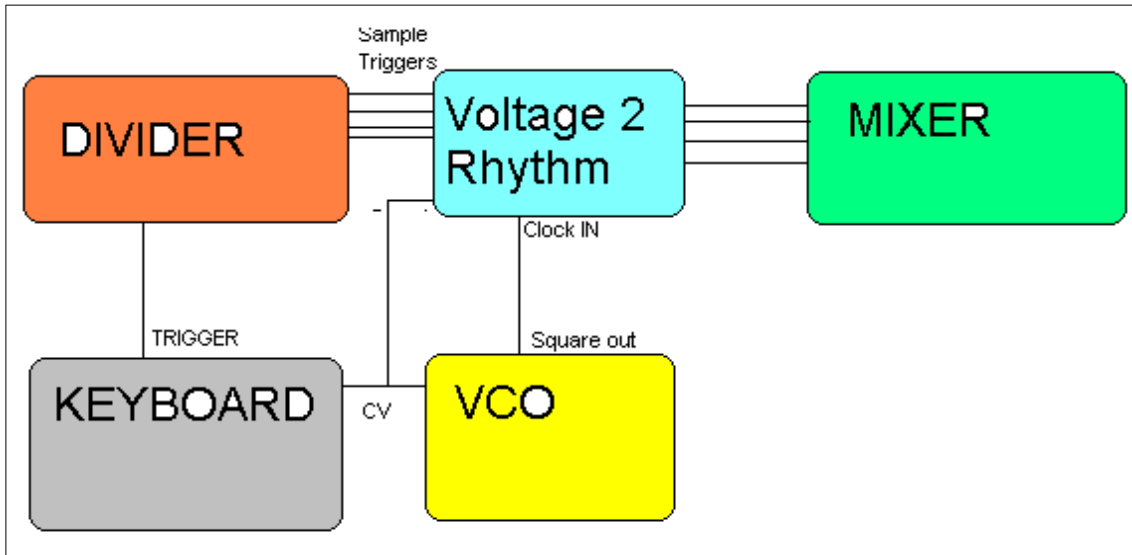 Sample
Triggers
DIVIDER
Voltage 2
Rhythm
MIXER
Clock IN
TRIGGER
Square out
KEYBOARD
CV
VCO